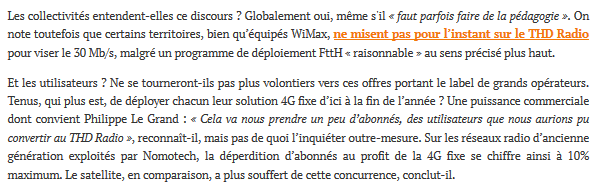 Les collectivités entendent-elles ce discours ? Globalement oui, même s'il « faut parfois faire de la pédagogie ». On
note toutefois que certains territoires, bien qu'équipés WiMax, ne misent pas pour l'instant sur le THD Radio
pour viser le 30 Mb/s, malgré un programme de déploiement FttH « raisonnable » au sens précisé plus haut.
Et les utilisateurs ? Ne se tourneront-ils pas plus volontiers vers ces offres portant le label de grands opérateurs.
Tenus, qui plus est, de déployer chacun leur solution 4G fixe d'ici à la fin de l'année ? Une puissance commerciale
dont convient Philippe Le Grand : « Cela va nous prendre un peu d'abonnés, des utilisateurs que nous aurions pu
convertir au THD Radio », reconnaît-il, mais pas de quoi l'inquiéter outre-mesure. Sur les réseaux radio d'ancienne
génération exploités par Nomotech, la déperdition d'abonnés au profit de la 4G fixe se chiffre ainsi à 10%
maximum. Le satellite, en comparaison, a plus souffert de cette concurrence, conclut-il.